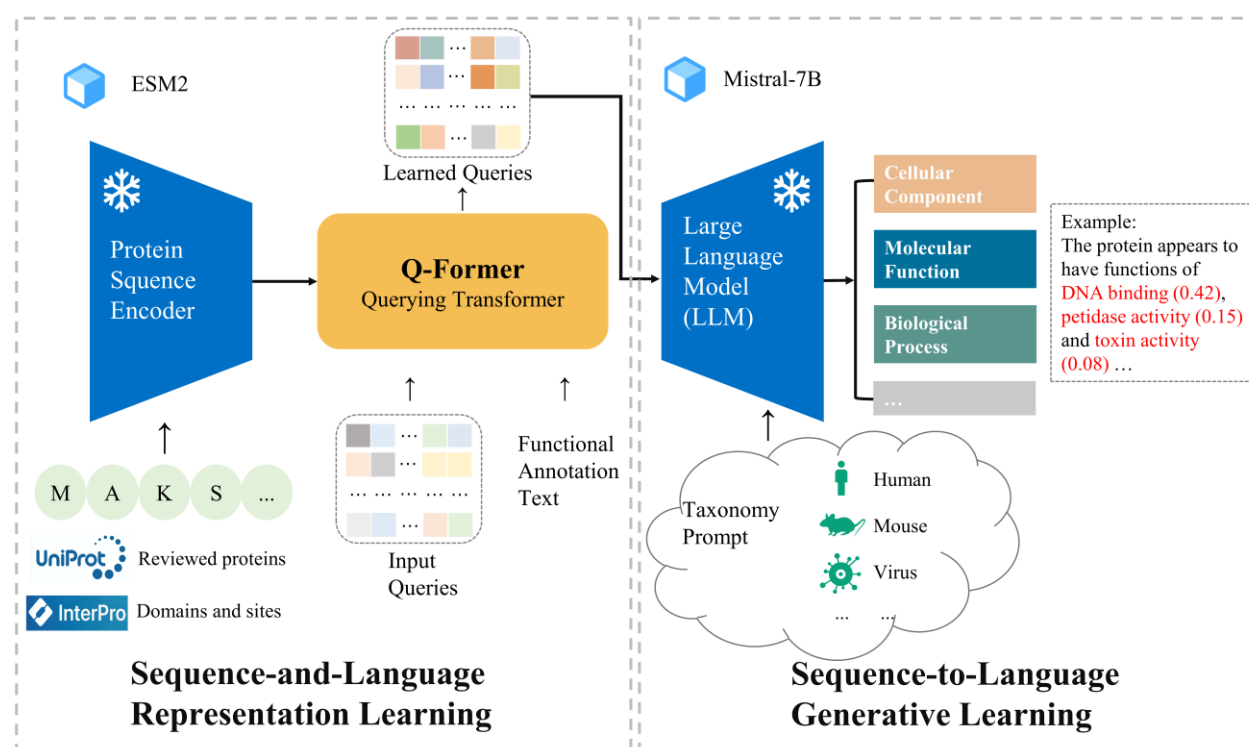 ESM2
...
...
... ... ... ... ...
...
Learned Queries
Protein
Squence
Encoder
Q-Former
Querying Transformer
M A K S ...
UniProt
Reviewed proteins
InterPro
Domains and sites
...
...
... ... ... ... ...
...
Input
Queries
Functional
Annotation
Text
Sequence-and-Language
Representation Learning
Mistral-7B
Large
Language
Model
(LLM)
Cellular
Component
Molecular
Function
Biological
Process
...
Example:
The protein appears to
have functions of
DNA binding (0.42),
petidase activity (0.15)
and toxin activity
(0.08) ...
Taxonomy
Prompt
Human
Mouse
Virus
... ...
Sequence-to-Language
Generative Learning